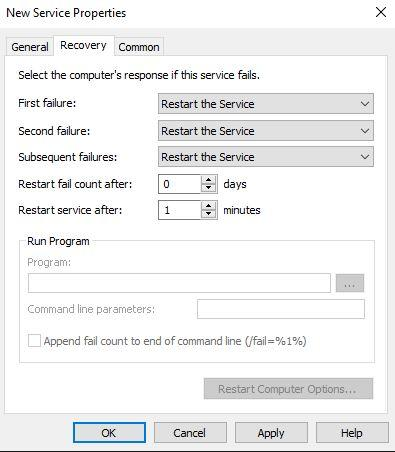 New Service Properties
General Recovery Common
Select the computer's response if this service fails.
First failure: Restart the Service
Second failure: Restart the Service
Subsequent failures: Restart the Service
Restart fail count after: 0 days
Restart service after: 1 minutes
Run Program
Program:
...
Command line parameters:
Append fail count to end of command line (/fail=%1%)
Restart Computer Options...
OK Cancel Apply Help